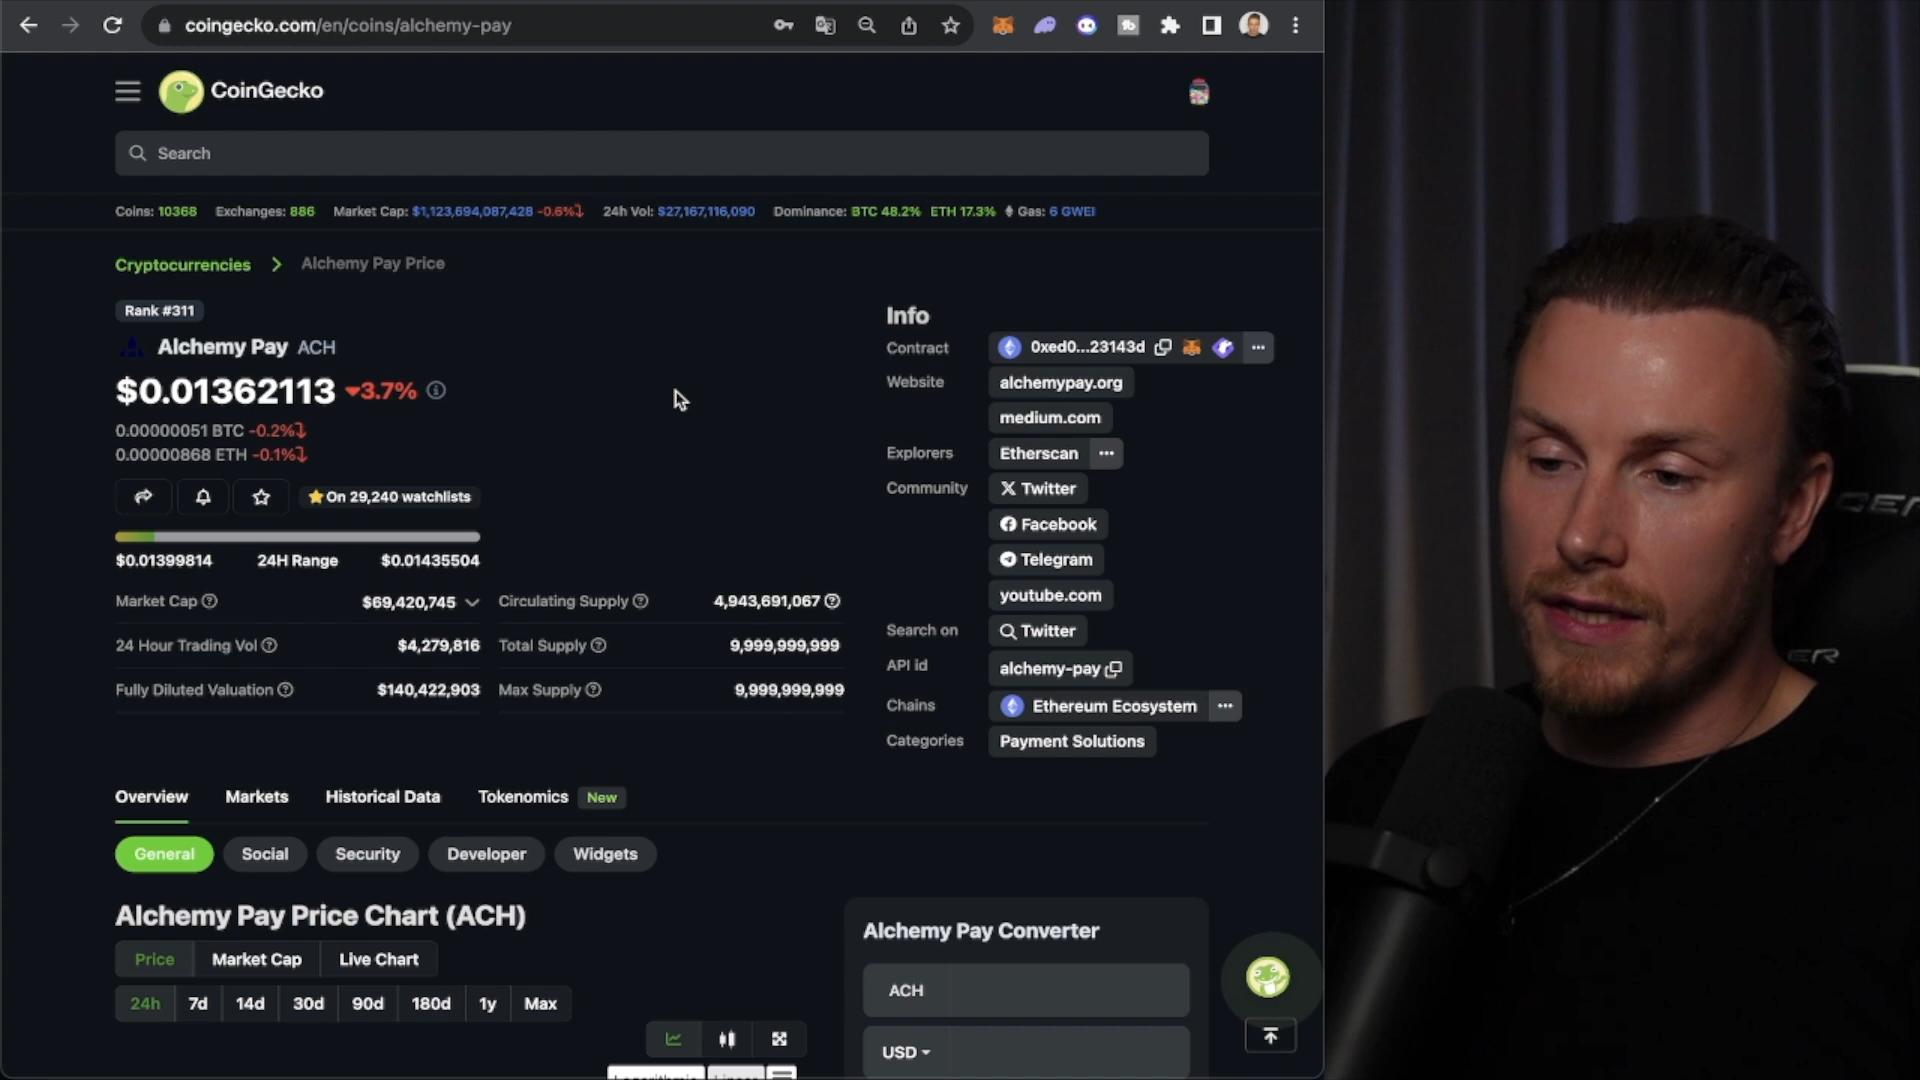 coingecko.com/en/coins/alchemy-pay
CoinGecko
Search
Coins: 10368 Exchanges: 886 Market Cap: $1,123,694,087,428 -0.6% 24h Vol: $27,167,116,090 Dominance: BTC 48.2% ETH 17.3% Gas: 6 GWEI
Cryptocurrencies > Alchemy Pay Price
Rank #311
Alchemy Pay ACH
$0.01362113 3.7%
0.00000051 BTC -0.2%
0.00000868 ETH -0.1%
On 29,240 watchlists
$0.01399814 24H Range $0.01435504
Market Cap $69,420,745
Circulating Supply 4,943,691,067
24 Hour Trading Vol $4,279,816
Total Supply 9,999,999,999
Fully Diluted Valuation $140,422,903
Max Supply 9,999,999,999
Info
Contract 0xed0...23143d
Website alchemypay.org
medium.com
Explorers Etherscan
Community Twitter
Facebook
Telegram
youtube.com
Search on Twitter
API id alchemy-pay
Chains Ethereum Ecosystem
Categories Payment Solutions
Overview Markets Historical Data Tokenomics New
General Social Security Developer Widgets
Alchemy Pay Price Chart (ACH)
Price Market Cap Live Chart
24h 7d 14d 30d 90d 180d 1y Max
Alchemy Pay Converter
ACH
USD